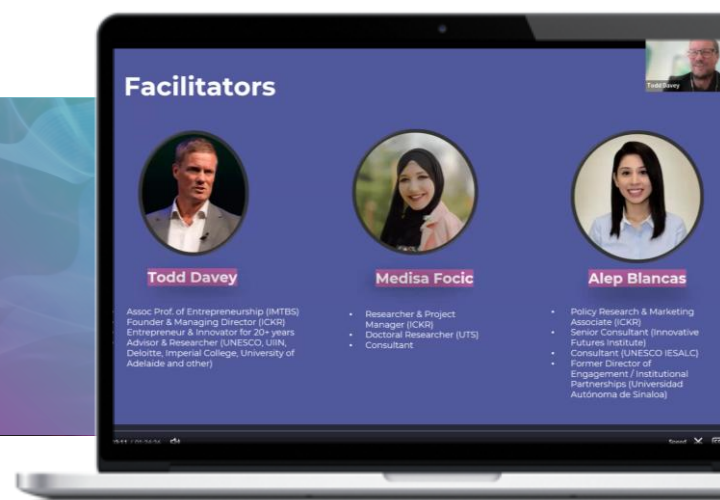 Facilitators
Todd Davey
Todd Davey
Assoc Prof. of Entrepreneurship (IMTBS)
Founder & Managing Director (ICKR)
Entrepreneur & Innovator for 20+ years
Advisor & Researcher (UNESCO, UIIN,
Deloitte, Imperial College, University of
Adelaide and other)
Medisa Focic
• Researcher & Project
Manager (ICKR)
• Doctoral Researcher (UTS)
• Consultant
Alep Blancas
• Policy Research & Marketing
Associate (ICKR)
• Senior Consultant (Innovative
Futures Institute)
• Consultant (UNESCO IESALC)
• Former Director of
Engagement / Institutional
Partnerships (Universidad
Autónoma de Sinaloa)
Speed